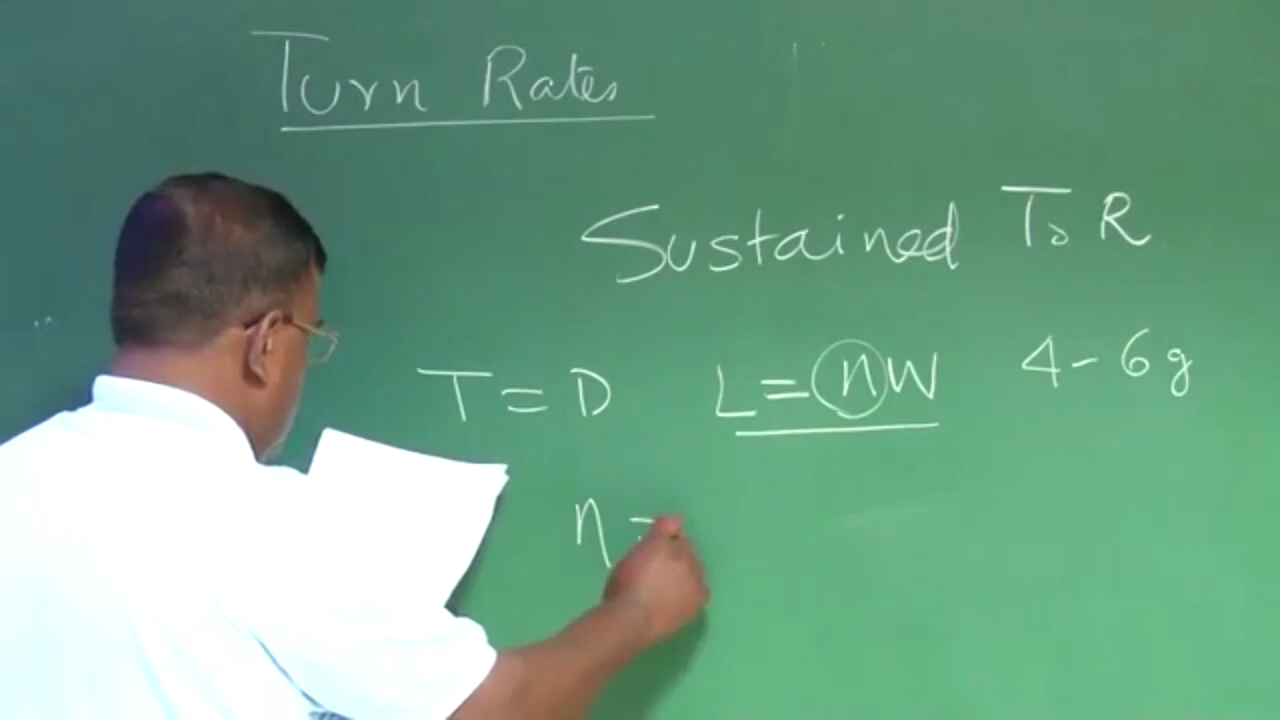 Turn Rates
Sustained T.R
T = D L = nW 4-6g
n =